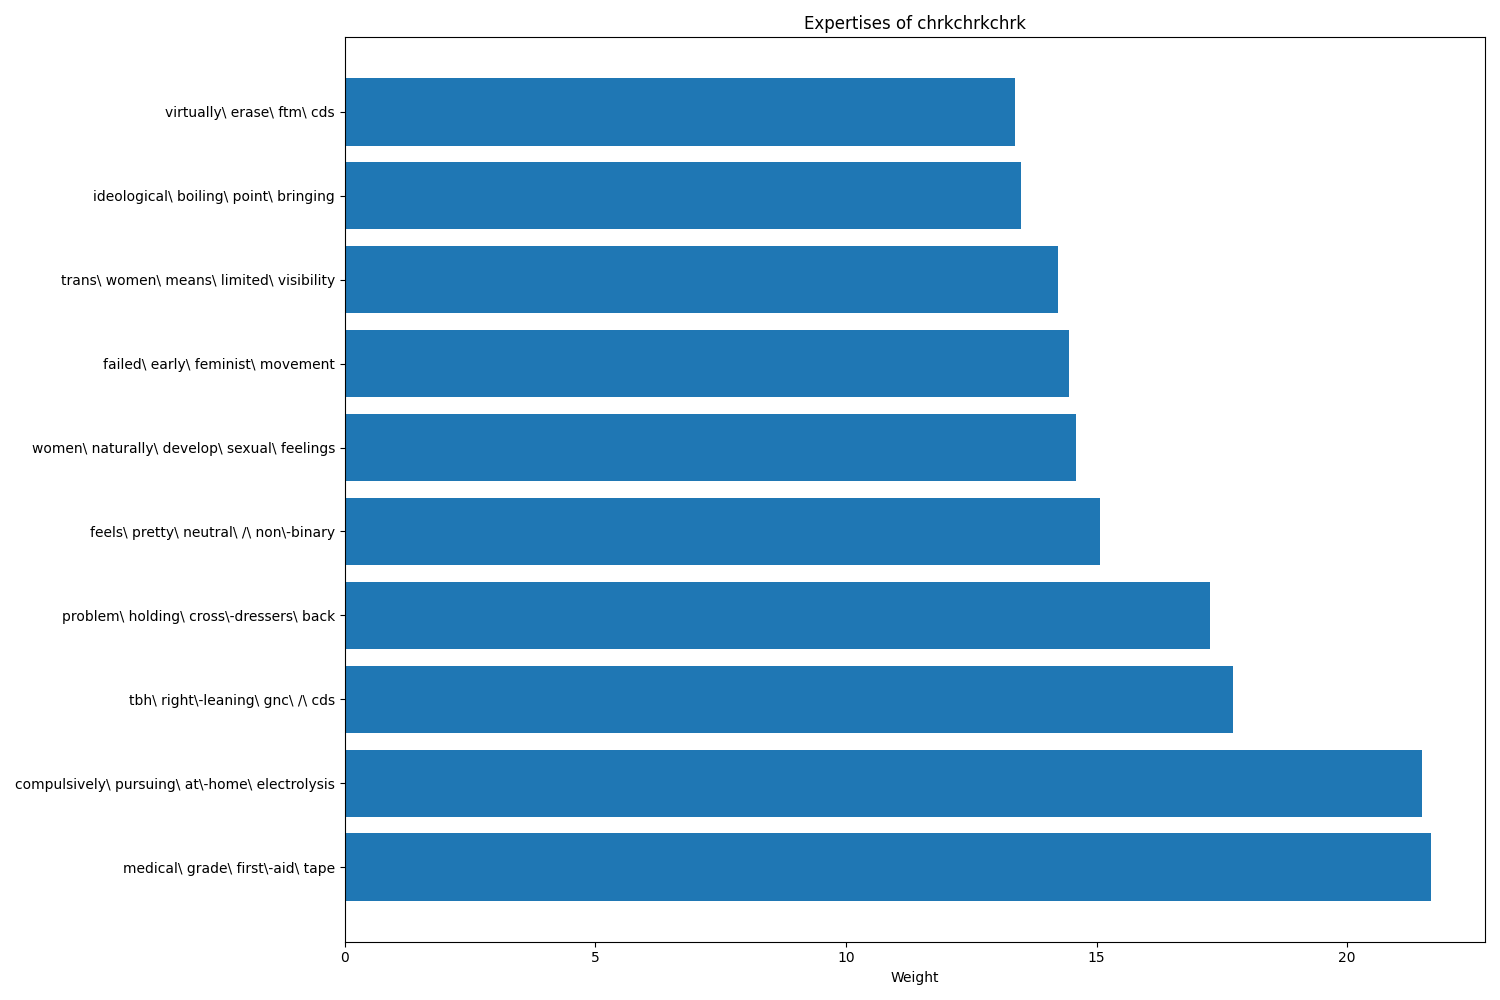 Expertises of chrkchrkchrk
virtually\ erase\ ftm\ cds
ideological\ boiling\ point\ bringing
trans\ women\ means\ limited\ visibility
failed\ early\ feminist\ movement
women\ naturally\ develop\ sexual\ feelings
feels\ pretty\ neutral\ /\ non\-binary
problem\ holding\ cross\-dressers\ back
tbh\ right\-leaning\ gnc\ /\ cds
compulsively\ pursuing\ at\-home\ electrolysis
medical\ grade\ first\-aid\ tape
0 5 10 15 20
Weight